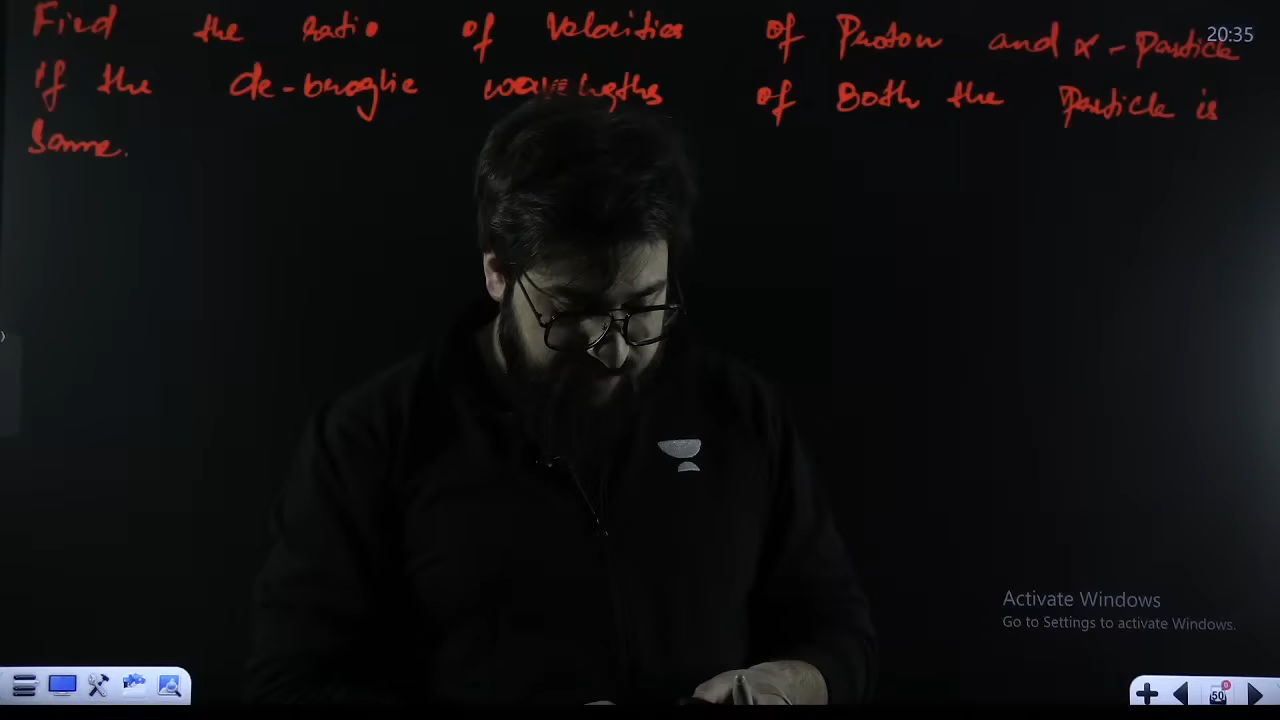 Find the ratio of Velocities of Proton and α-Particle
20:35
if the de-broglie wavelengths of Both the Particle is
Same.
Activate Windows
Go to Settings to activate Windows.
50